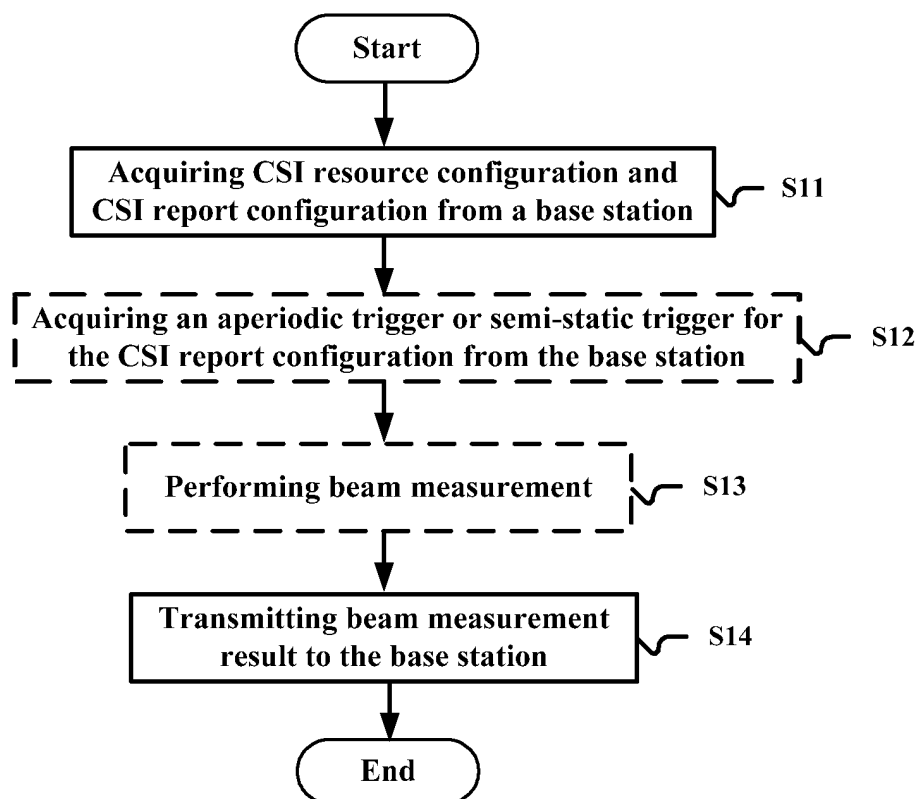 Start
Acquiring CSI resource configuration and
CSI report configuration from a base station
S11
Acquiring an aperiodic trigger or semi-static trigger for
the CSI report configuration from the base station
S12
Performing beam measurement
S13
Transmitting beam measurement
result to the base station
S14
End